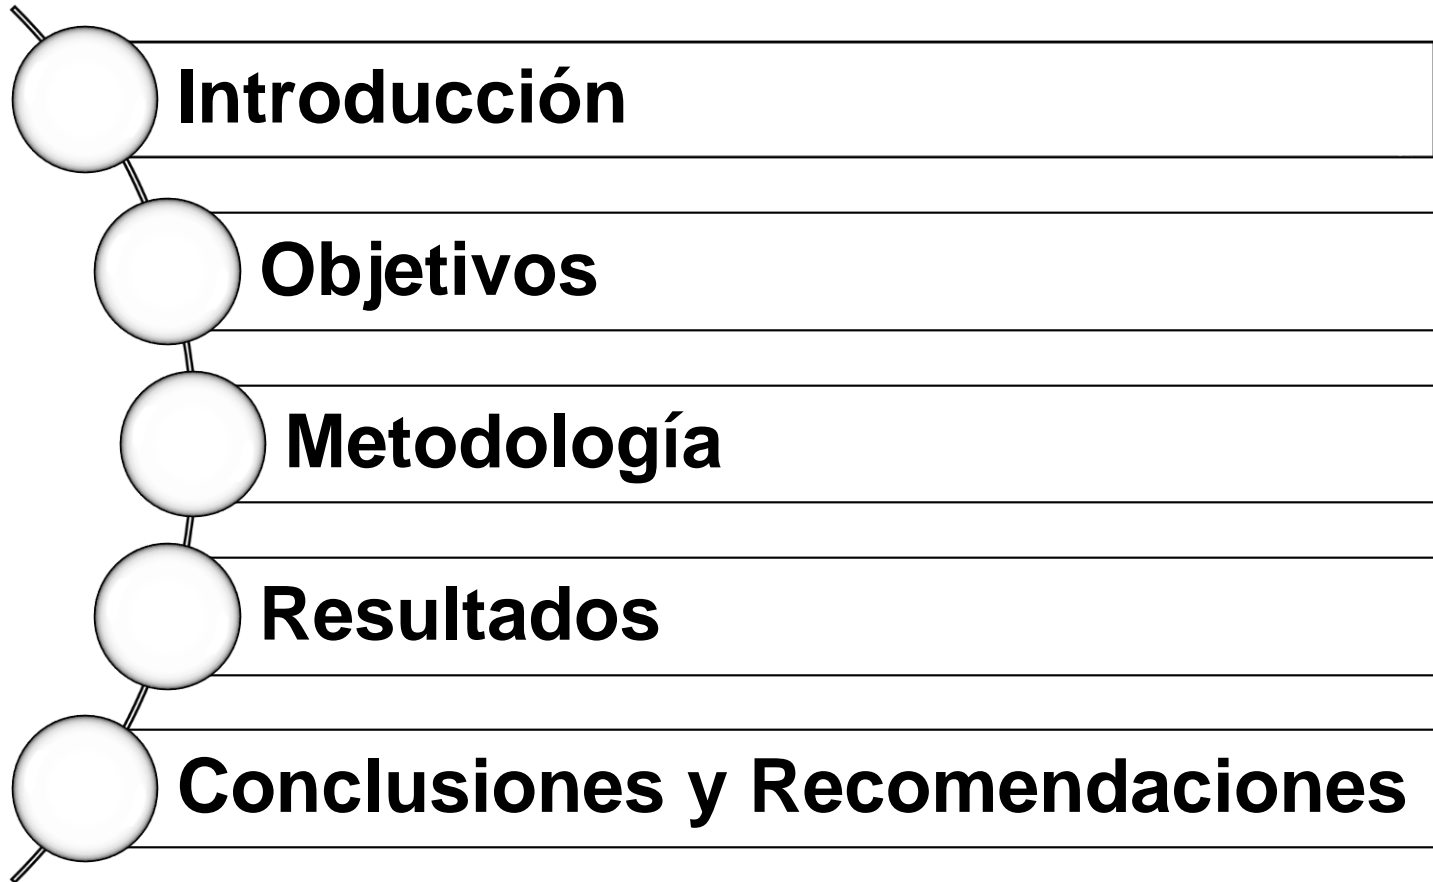 Introducción
Objetivos
Metodología
Resultados
Conclusiones y Recomendaciones